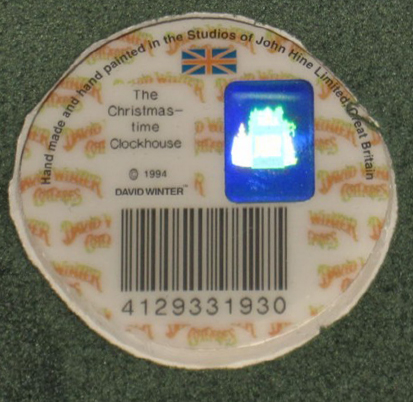 Hand made and hand painted in the Studios of John Hine Limited, Great Britain
The
Christmas-
time
Clockhouse
© 1994
DAVID WINTER™
4129331930